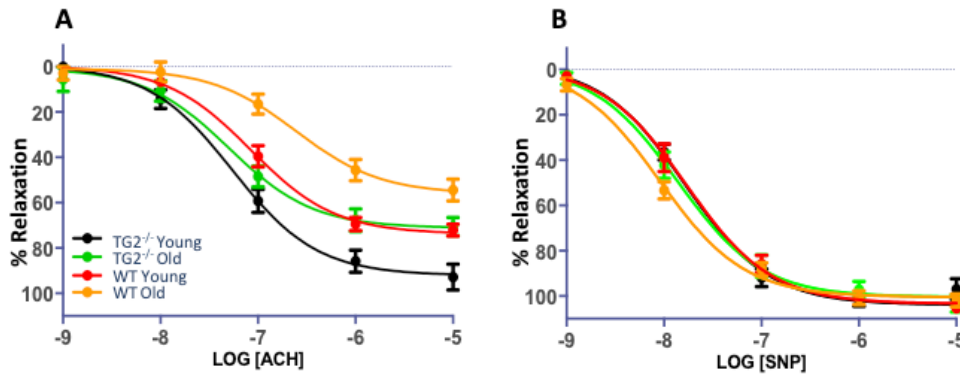 A
% Relaxation
0
20
40
60
80
100
TG2-/- Young
TG2-/- Old
WT Young
WT Old
-9 -8 -7 -6 -5
LOG [ACH]
B
% Relaxation
0
20
40
60
80
100
-9 -8 -7 -6 -5
LOG [SNP]